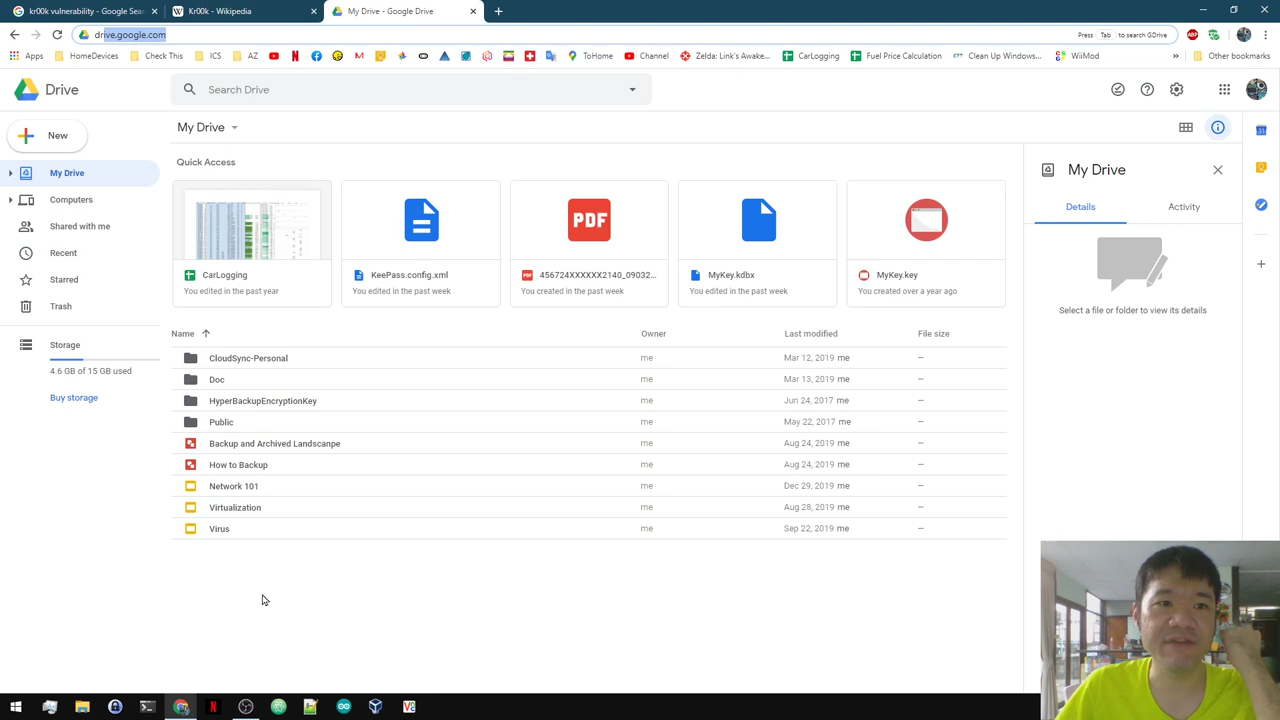 kr00k vulnerability - Google Sea
Kr00k - Wikipedia
My Drive - Google Drive
drive.google.com
Press Tab to search GDrive
Apps
HomeDevices
Check This
ICS
AZ
ToHome
Channel
Zelda: Link's Awake...
CarLogging
Fuel Price Calculation
Clean Up Windows...
WiiMod
Other bookmarks
Drive
Search Drive
New
My Drive
Computers
Shared with me
Recent
Starred
Trash
Storage
4.6 GB of 15 GB used
Buy storage
My Drive
Quick Access
CarLogging
You edited in the past year
KeePass.config.xml
You edited in the past week
PDF
456724XXXXXX2140_09032...
You created in the past week
MyKey.kdbx
You edited in the past week
MyKey.key
You created over a year ago
Name Owner Last modified File size
CloudSync-Personal me Mar 12, 2019 me —
Doc me Mar 13, 2019 me —
HyperBackupEncryptionKey me Jun 24, 2017 me —
Public me May 22, 2017 me —
Backup and Archived Landscanpe me Aug 24, 2019 me —
How to Backup me Aug 24, 2019 me —
Network 101 me Dec 29, 2019 me —
Virtualization me Aug 28, 2019 me —
Virus me Sep 22, 2019 me —
My Drive
Details
Activity
Select a file or folder to view its details